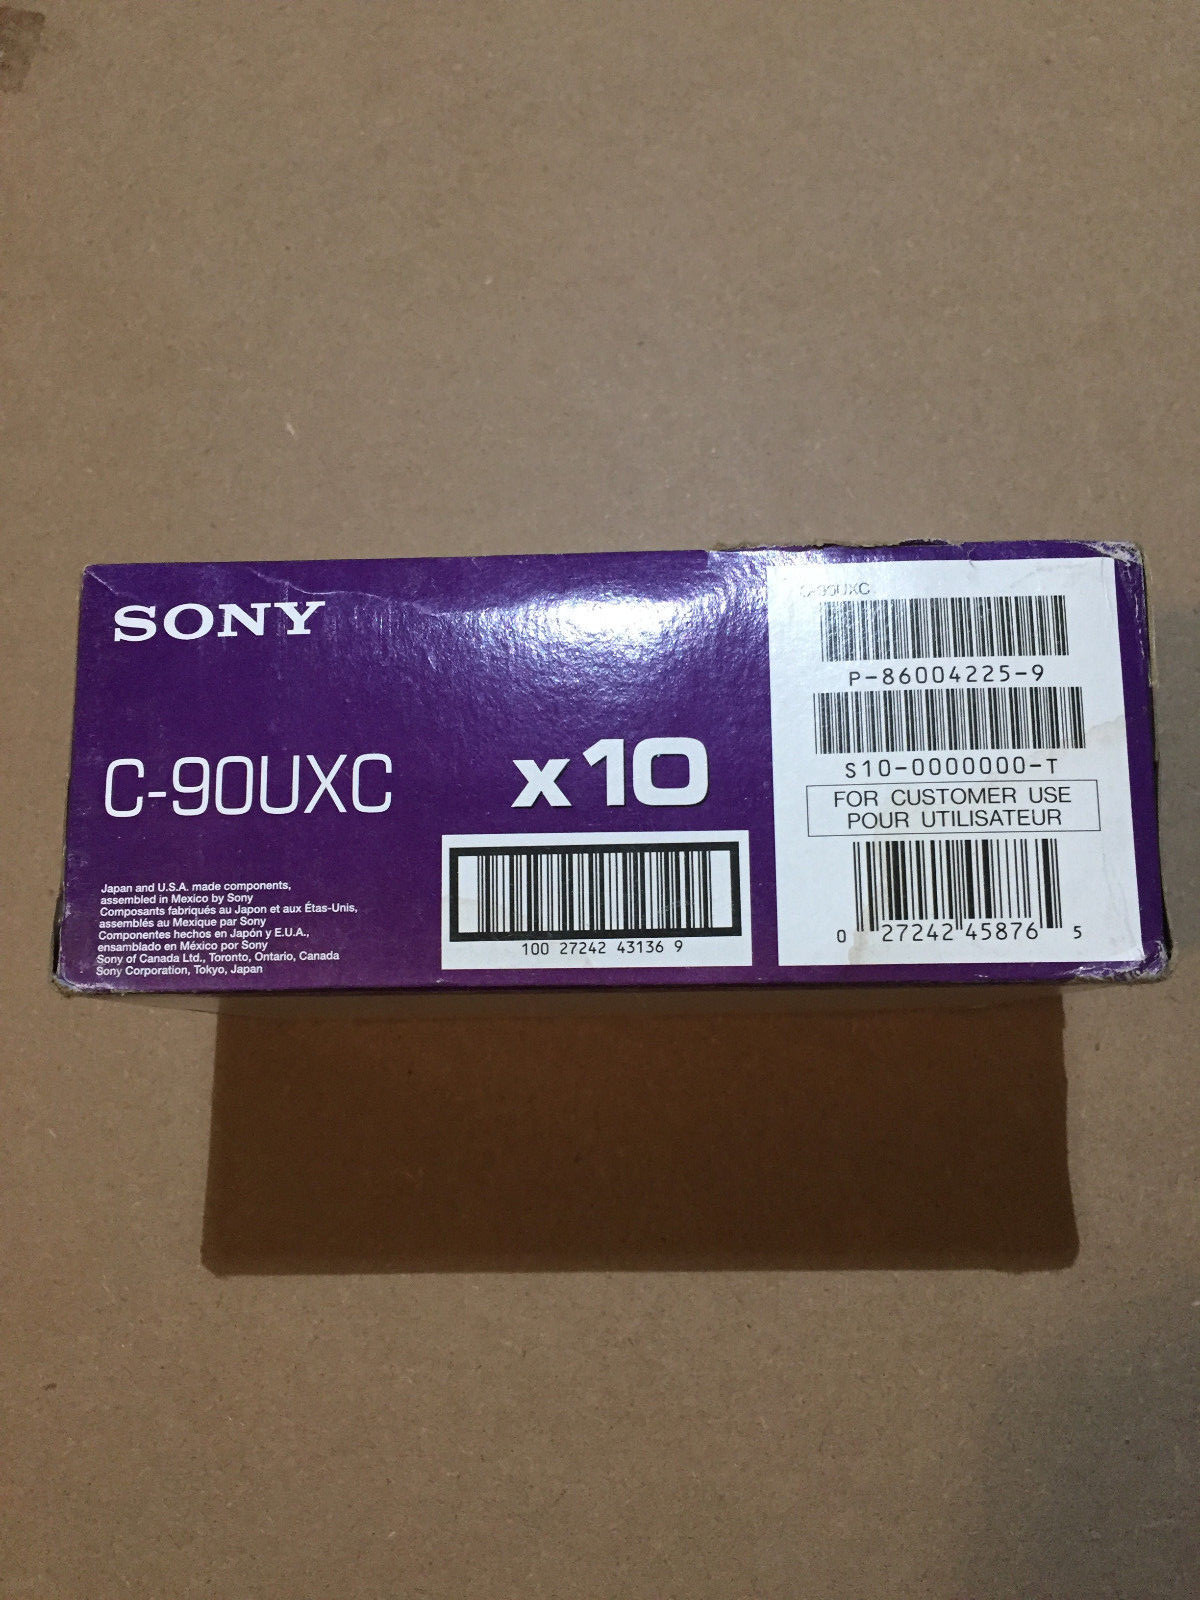 SONY
C-90UXC
x10
Japan and U.S.A. made components,
assembled in Mexico by Sony
Composants fabriqués au Japon et aux États-Unis,
assemblés au Mexique par Sony
Componentes hechos en Japón y E.U.A.,
ensamblado en México por Sony
Sony of Canada Ltd., Toronto, Ontario, Canada
Sony Corporation, Tokyo, Japan
100 27242 43136 9
C-90UXC
P-86004225-9
S10-0000000-T
FOR CUSTOMER USE
POUR UTILISATEUR
0 27242 45876 5